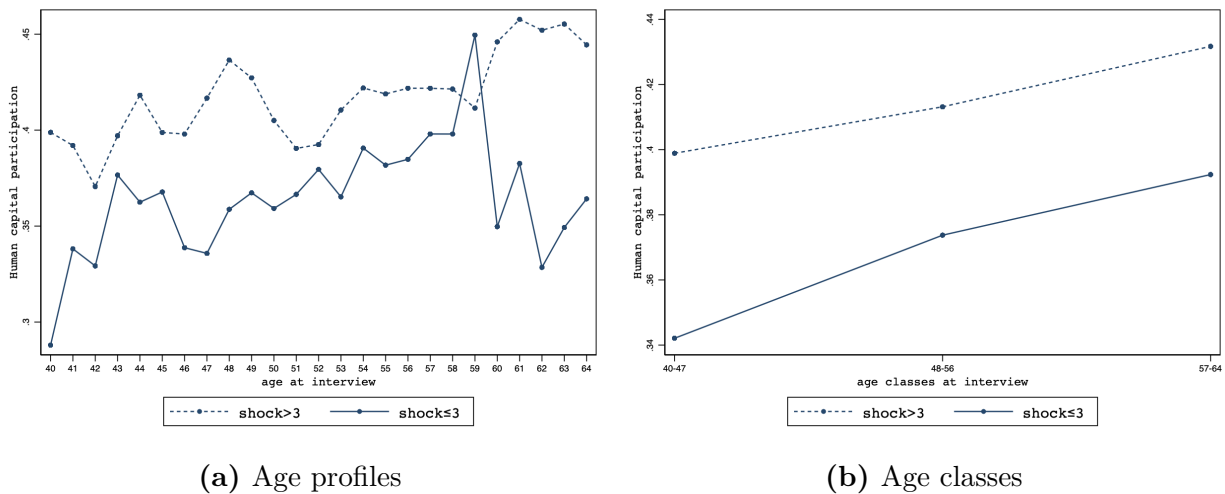 Human capital participation
.45
.4
.35
.3
40 41 42 43 44 45 46 47 48 49 50 51 52 53 54 55 56 57 58 59 60 61 62 63 64
age at interview
shock>3 shock≤3
(a) Age profiles
Human capital participation
.44
.42
.4
.38
.36
.34
40-47 48-56 57-64
age classes at interview
shock>3 shock≤3
(b) Age classes